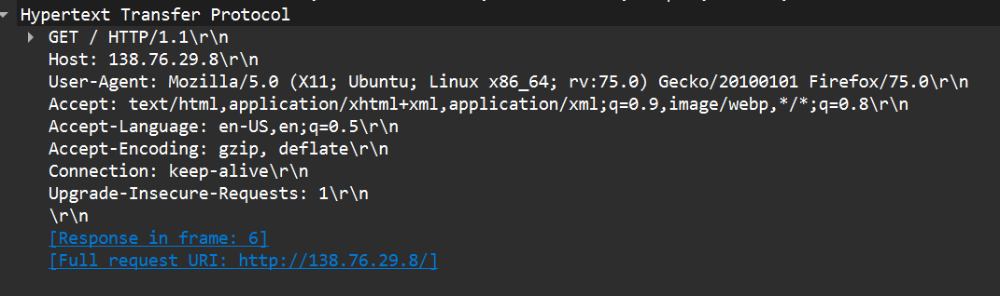 Hypertext Transfer Protocol
GET / HTTP/1.1\r\n
Host: 138.76.29.8\r\n
User-Agent: Mozilla/5.0 (X11; Ubuntu; Linux x86_64; rv:75.0) Gecko/20100101 Firefox/75.0\r\n
Accept: text/html,application/xhtml+xml,application/xml;q=0.9,image/webp,*/*;q=0.8\r\n
Accept-Language: en-US,en;q=0.5\r\n
Accept-Encoding: gzip, deflate\r\n
Connection: keep-alive\r\n
Upgrade-Insecure-Requests: 1\r\n
\r\n
[Response in frame: 6]
[Full request URI: http://138.76.29.8/]